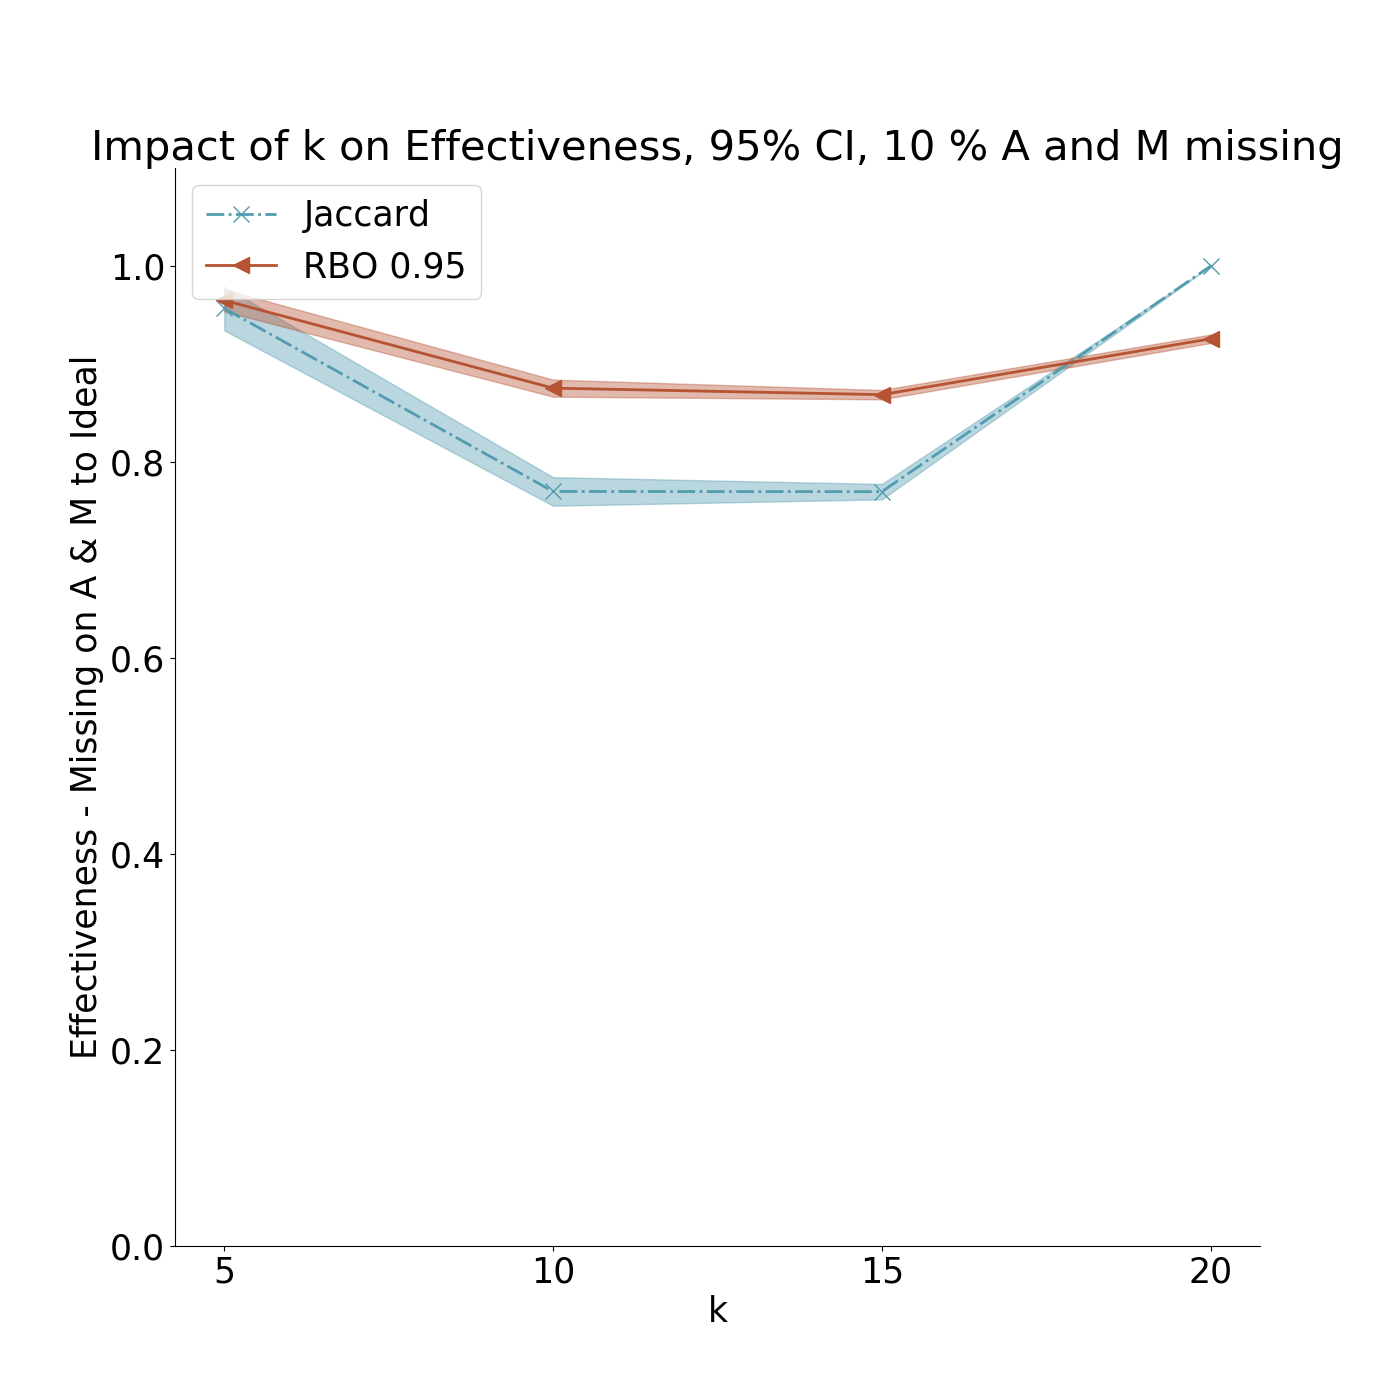 Impact of k on Effectiveness, 95% CI, 10 % A and M missing
Jaccard
RBO 0.95
Effectiveness - Missing on A & M to Ideal
1.0
0.8
0.6
0.4
0.2
0.0
5 10 15 20
k